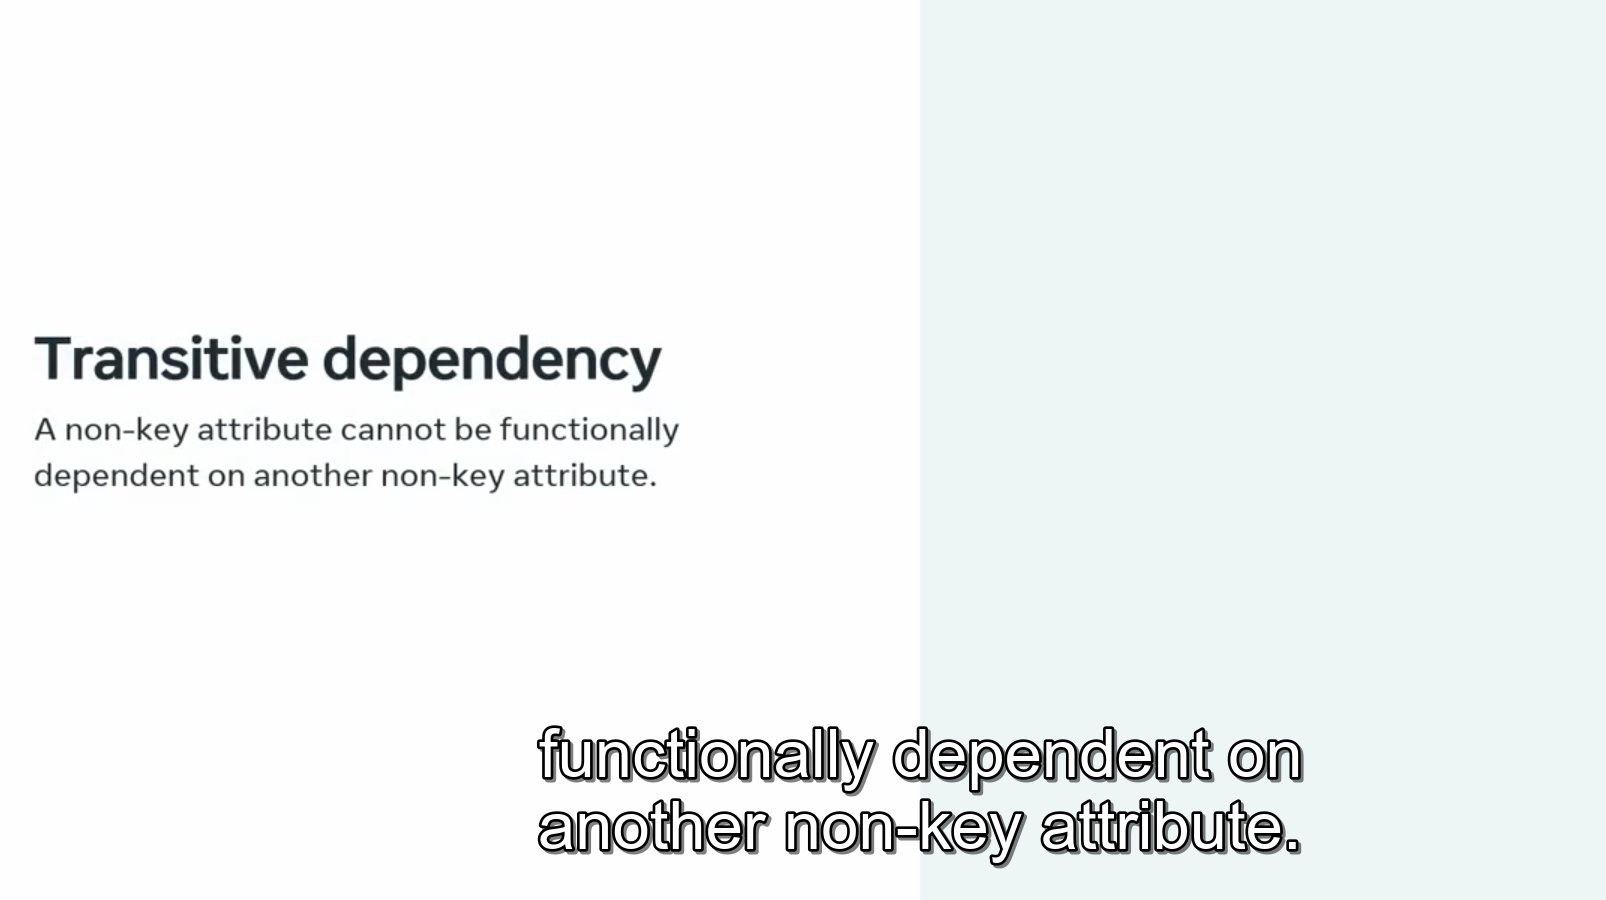 Transitive dependency
A non-key attribute cannot be functionally
dependent on another non-key attribute.
functionally dependent on
another non-key attribute.